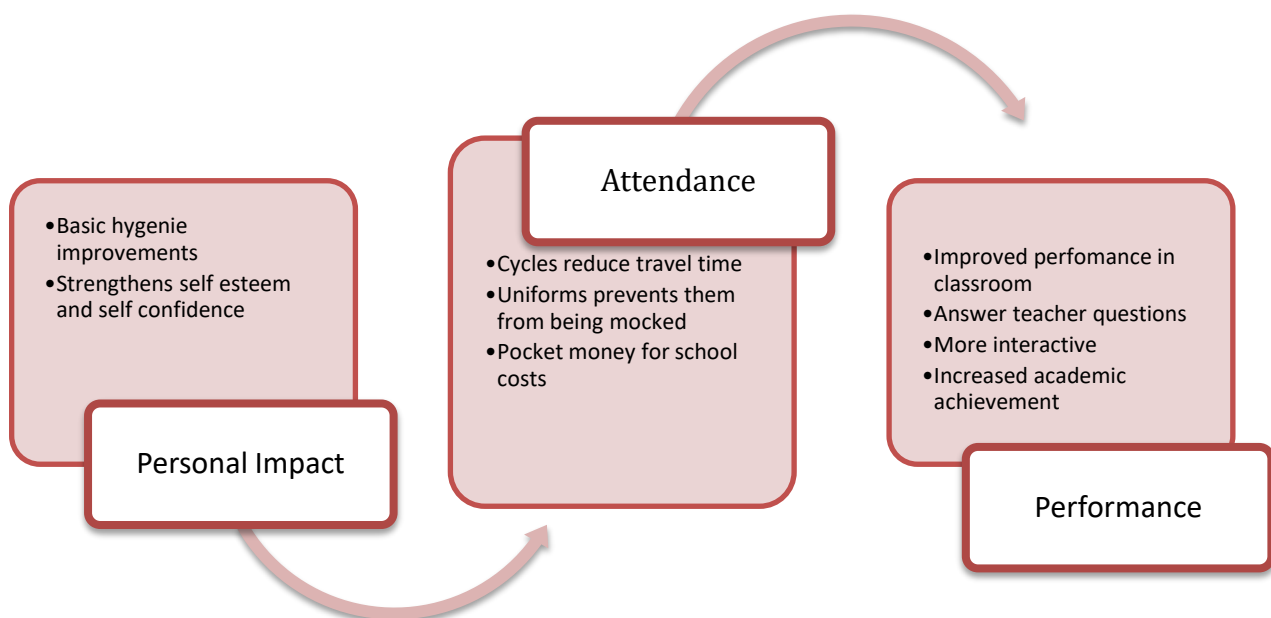 •Basic hygenie
improvements
•Strengthens self esteem
and self confidence
Personal Impact
Attendance
•Cycles reduce travel time
•Uniforms prevents them
from being mocked
•Pocket money for school
costs
•Improved perfomance in
classroom
•Answer teacher questions
•More interactive
•Increased academic
achievement
Performance